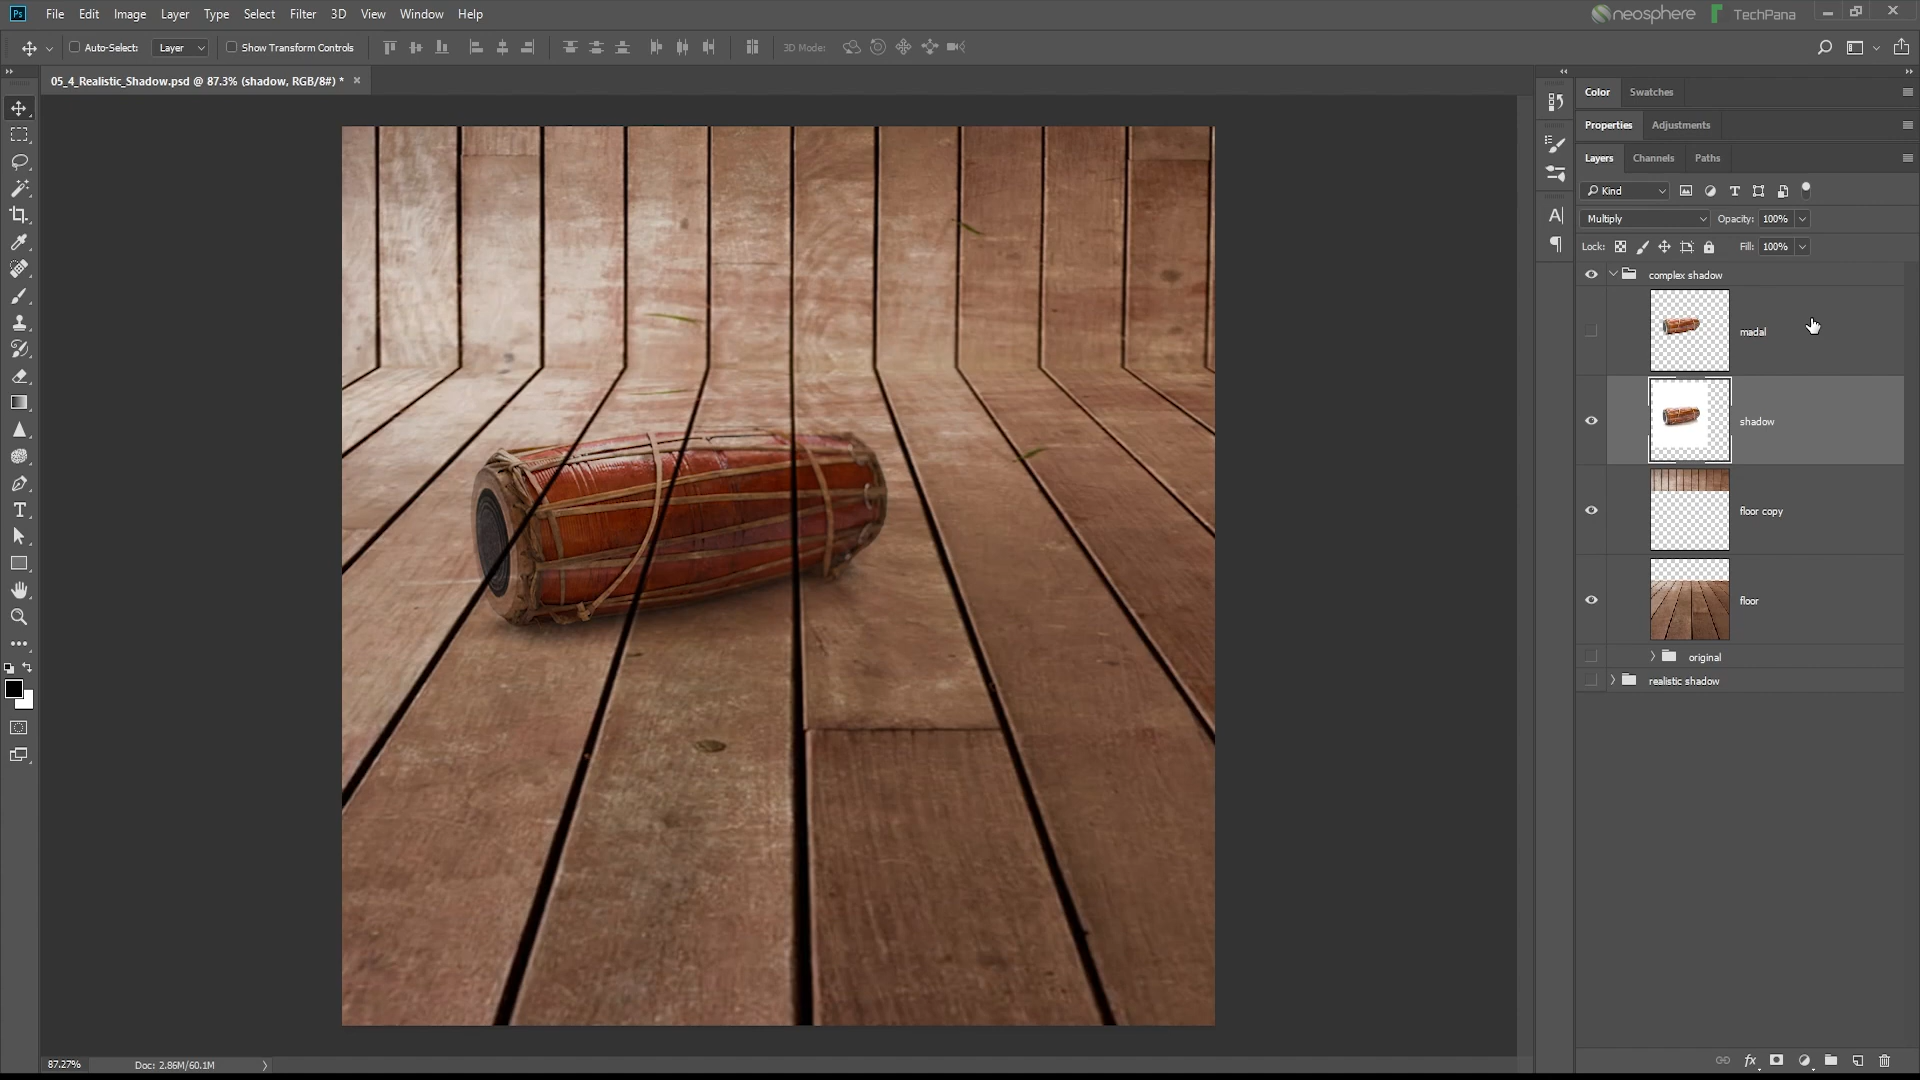 Ps File Edit Image Layer Type Select Filter 3D View Window Help neosphere TechPana
Auto-Select: Layer Show Transform Controls 3D Mode:
05_4_Realistic_Shadow.psd @ 87.3% (shadow, RGB/8#) *
Color Swatches
Properties Adjustments
Layers Channels Paths
Kind
Multiply Opacity: 100%
Lock: Fill: 100%
complex shadow
madal
shadow
floor copy
floor
original
realistic shadow
87.27% Doc: 2.86M/60.1M
fx